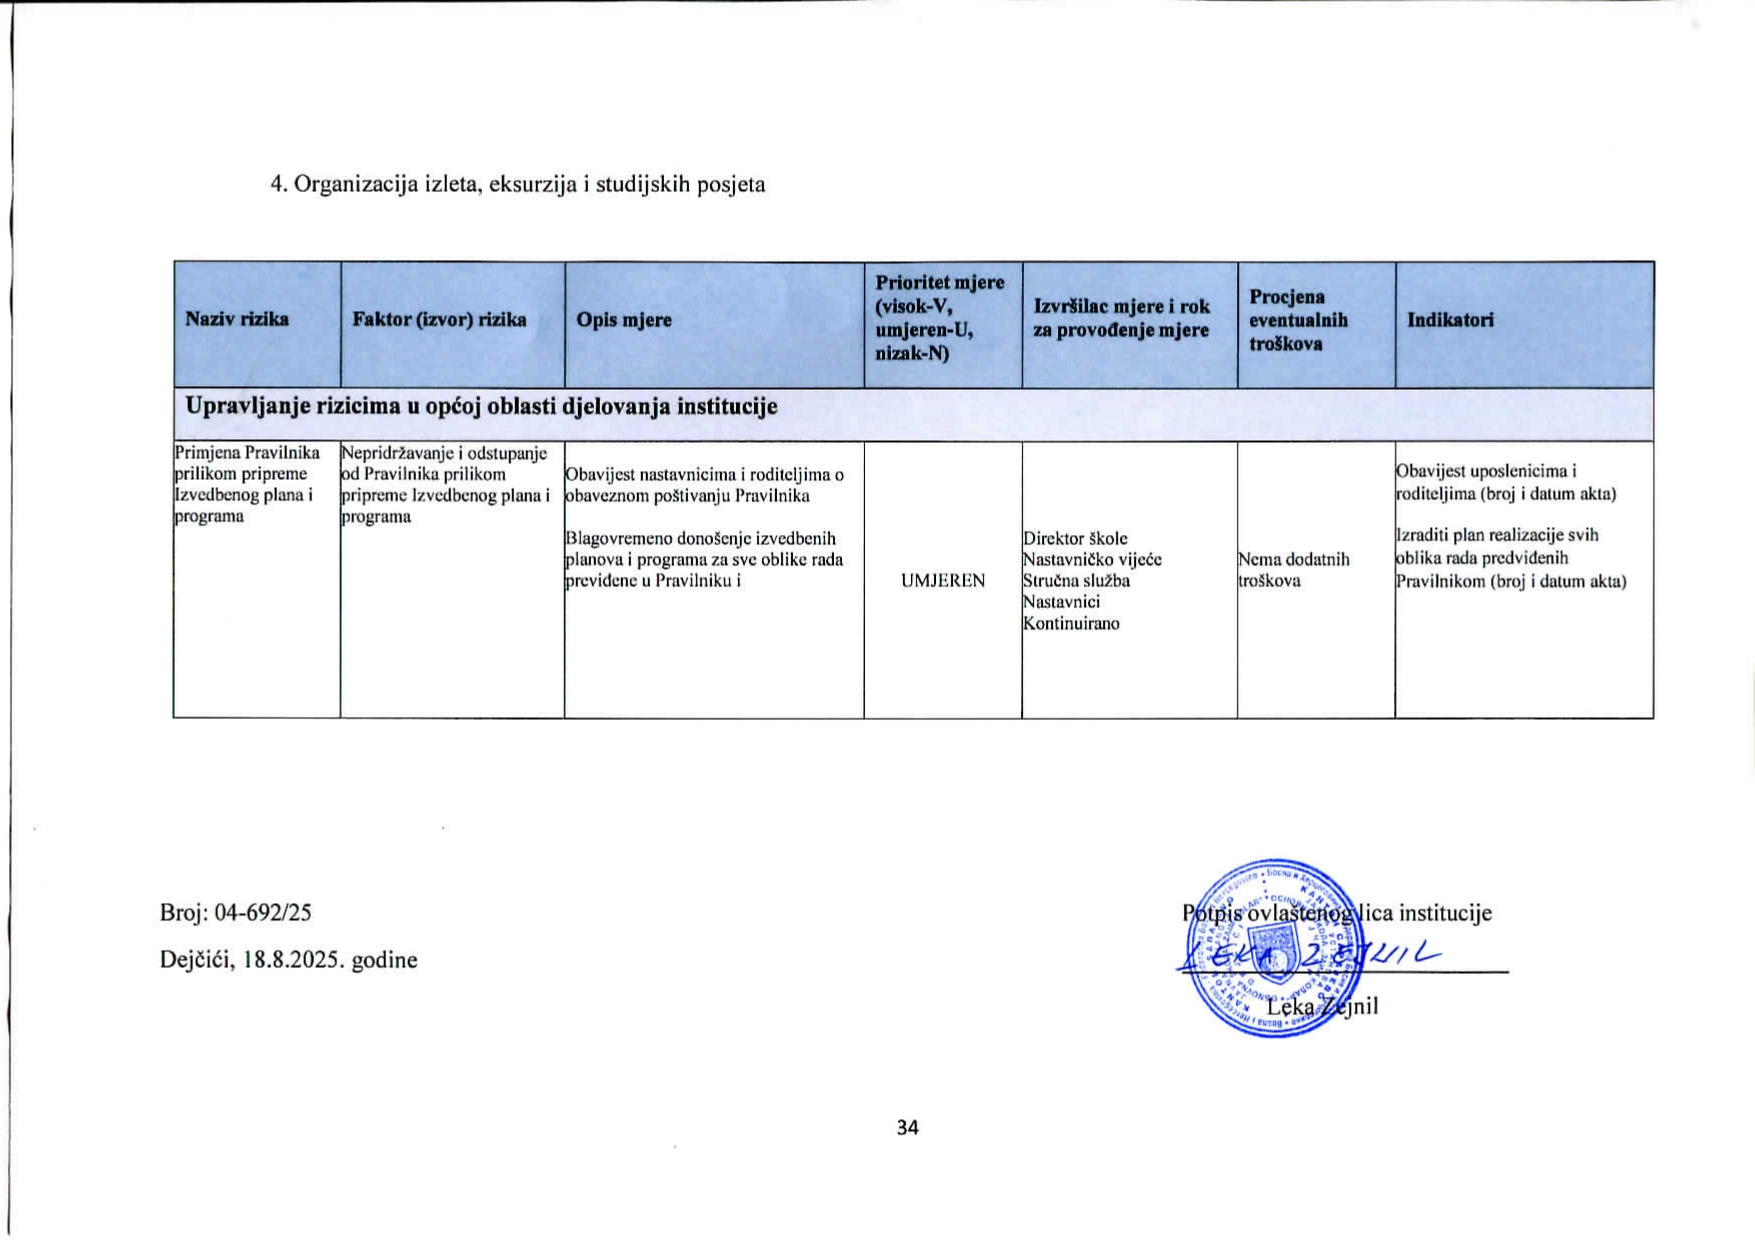 4. Organizacija izleta, eksurzija i studijskih posjeta
Naziv rizika
Faktor (izvor) rizika
Opis mjere
Prioritet mjere
(visok-V,
umjeren-U,
nizak-N)
Izvršilac mjere i rok
za provođenje mjere
Procjena
eventualnih
troškova
Indikatori
Upravljanje rizicima u općoj oblasti djelovanja institucije
Primjena Pravilnika
prilikom pripreme
Izvedbenog plana i
programa
Nepridržavanje i odstupanje
od Pravilnika prilikom
pripreme Izvedbenog plana i
programa
Obavijest nastavnicima i roditeljima o
obaveznom poštivanju Pravilnika
Blagovremeno donošenje izvedbenih
planova i programa za sve oblike rada
previdene u Pravilniku i
UMJEREN
Direktor škole
Nastavničko vijeće
Stručna služba
Nastavnici
Kontinuirano
Nema dodatnih
troškova
Obavijest uposlenicima i
roditeljima (broj i datum akta)
Izraditi plan realizacije svih
oblika rada predviđenih
Pravilnikom (broj i datum akta)
Broj: 04-692/25
Dejčići, 18.8.2025. godine
Potpis ovlaštenog lica institucije
LEKA ZEJNIL
Leka Zejnil
34